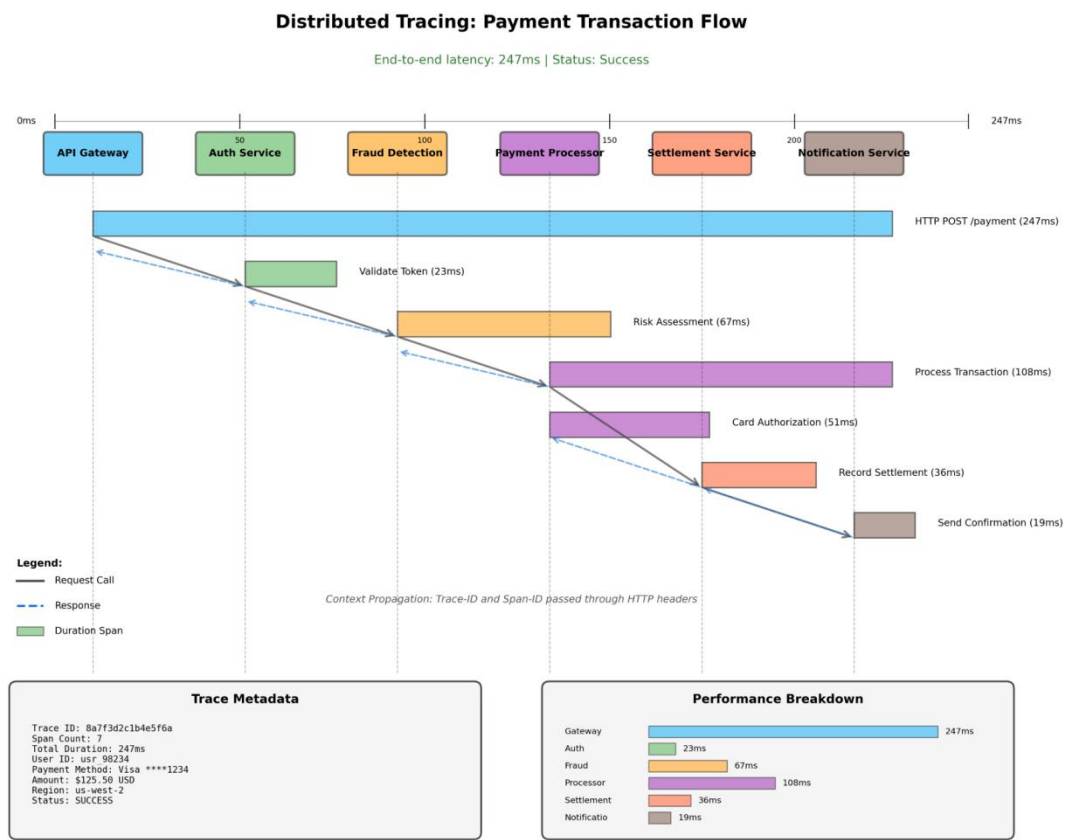 Distributed Tracing: Payment Transaction Flow
End-to-end latency: 247ms | Status: Success
0ms
50
100
150
200
247ms
API Gateway
Auth Service
Fraud Detection
Payment Processor
Settlement Service
Notification Service
HTTP POST /payment (247ms)
Validate Token (23ms)
Risk Assessment (67ms)
Process Transaction (108ms)
Card Authorization (51ms)
Record Settlement (36ms)
Send Confirmation (19ms)
Legend:
Request Call
Response
Duration Span
Context Propagation: Trace-ID and Span-ID passed through HTTP headers
Trace Metadata
Trace ID: 8a7f3d2c1b4e5f6a
Span Count: 7
Total Duration: 247ms
User ID: usr_98234
Payment Method: Visa ****1234
Amount: $125.50 USD
Region: us-west-2
Status: SUCCESS
Performance Breakdown
Gateway 247ms
Auth 23ms
Fraud 67ms
Processor 108ms
Settlement 36ms
Notificatio 19ms